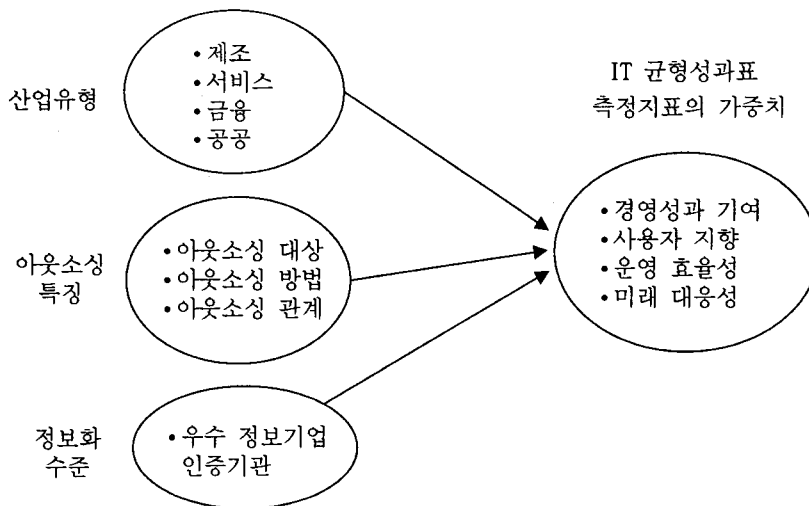 산업유형
• 제조
• 서비스
• 금융
• 공공
IT 균형성과표
측정지표의 가중치
• 경영성과 기여
• 사용자 지향
• 운영 효율성
• 미래 대응성
아웃소싱
특징
• 아웃소싱 대상
• 아웃소싱 방법
• 아웃소싱 관계
정보화
수준
• 우수 정보기업
인증기관